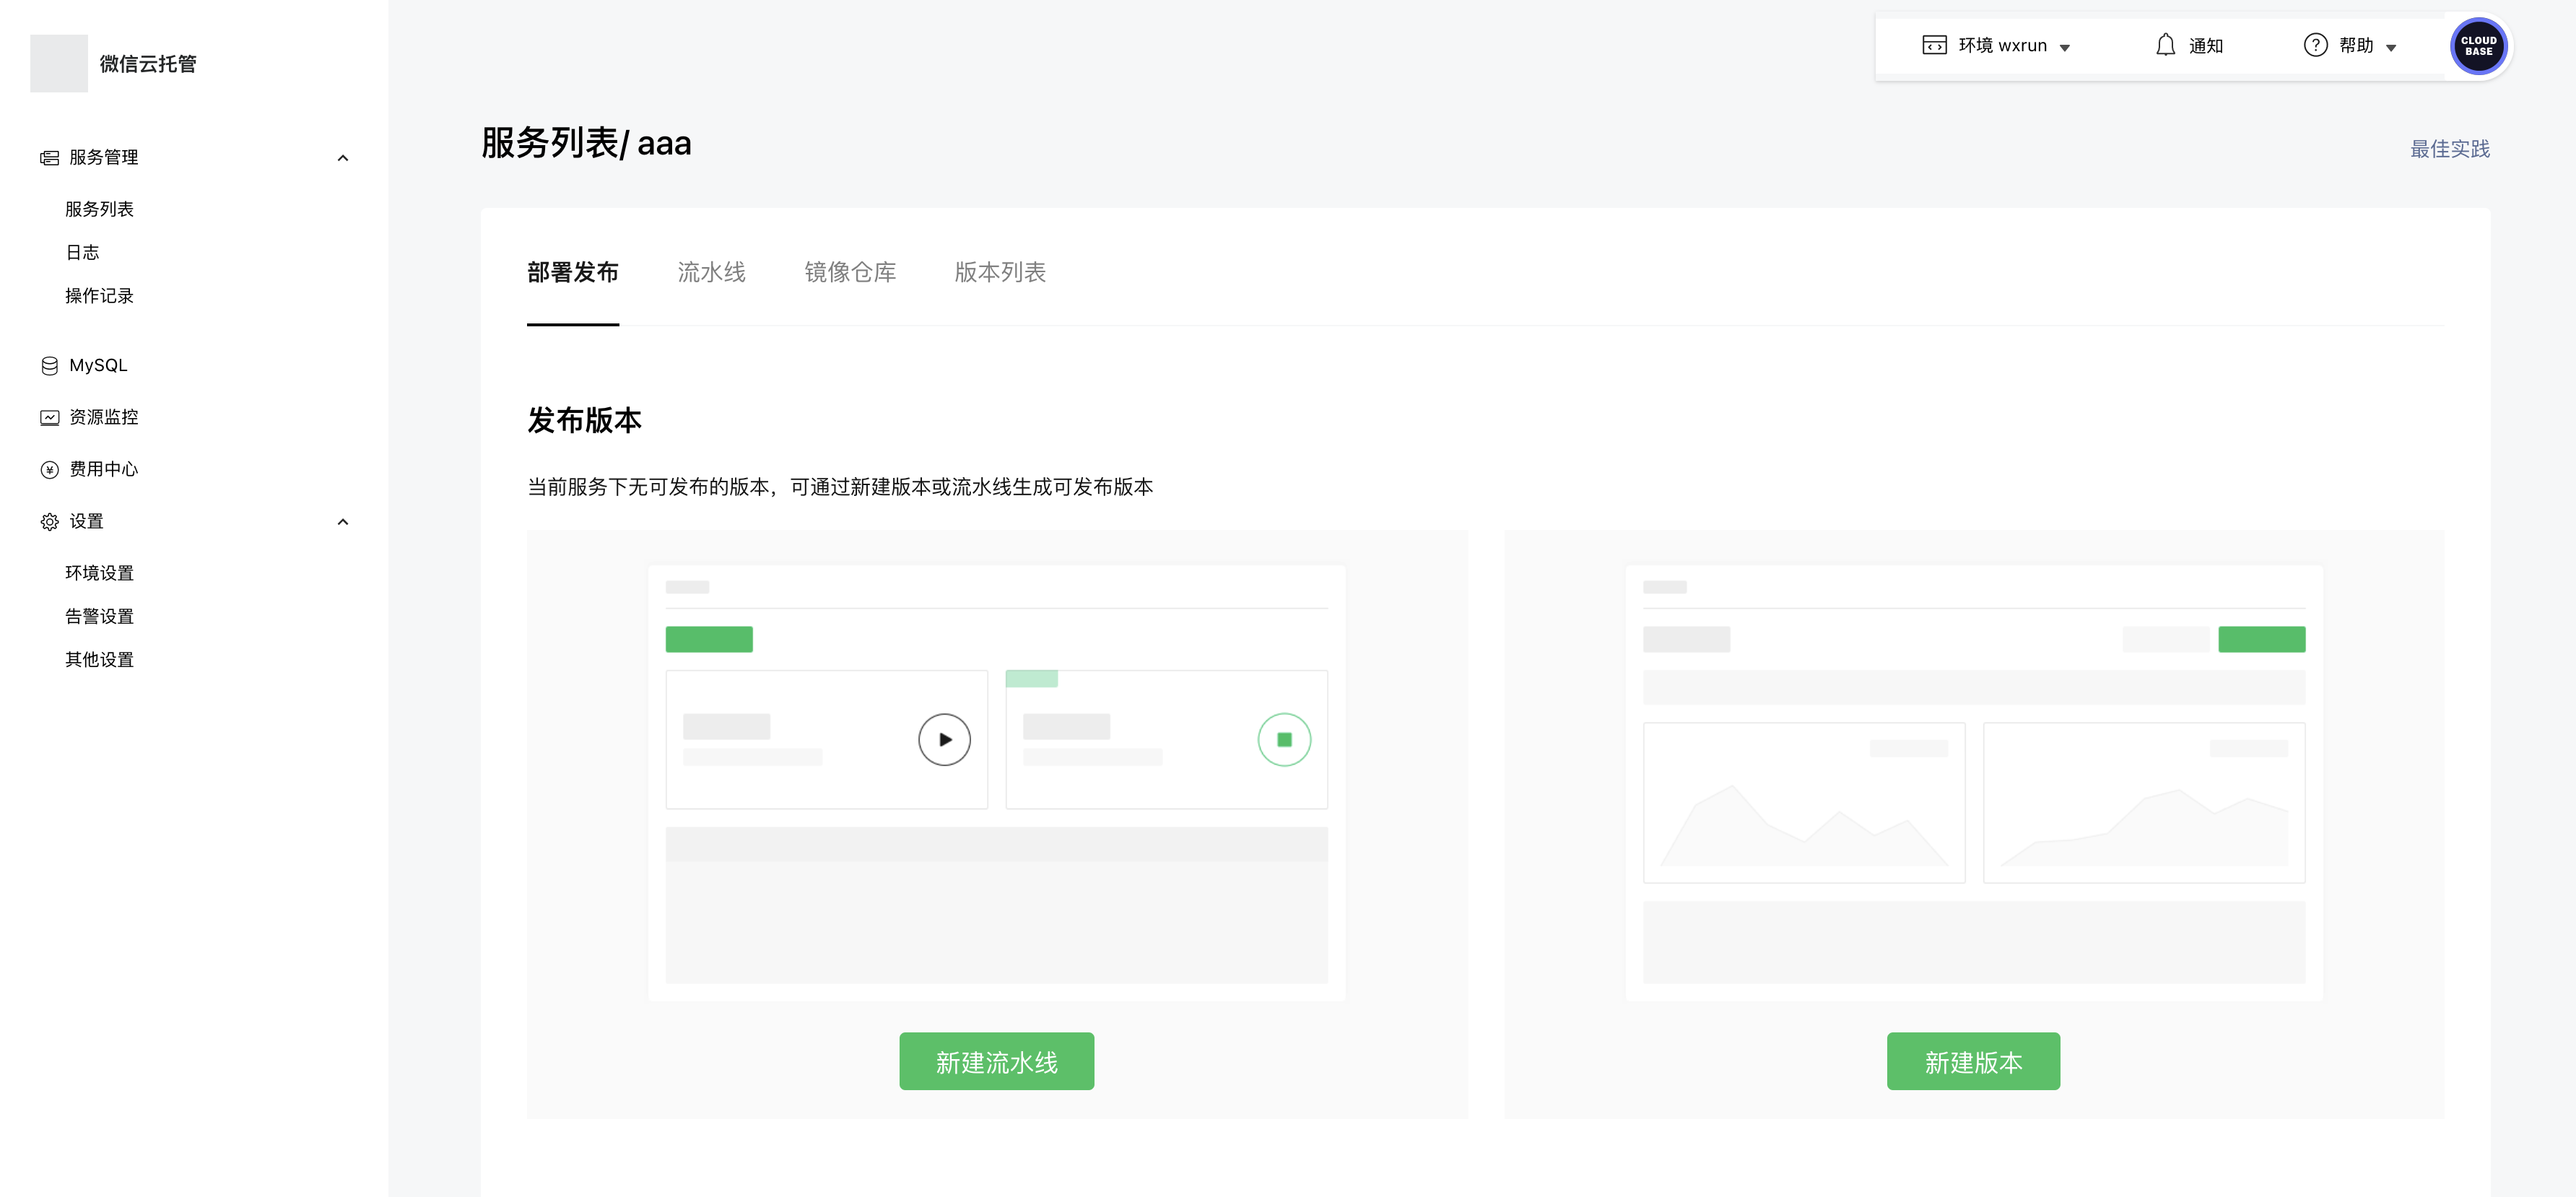 微信云托管
环境 wxrun
通知
帮助
CLOUD
BASE
服务管理
服务列表
日志
操作记录
MySQL
资源监控
费用中心
设置
环境设置
告警设置
其他设置
服务列表/ aaa
最佳实践
部署发布
流水线
镜像仓库
版本列表
发布版本
当前服务下无可发布的版本，可通过新建版本或流水线生成可发布版本
新建流水线
新建版本